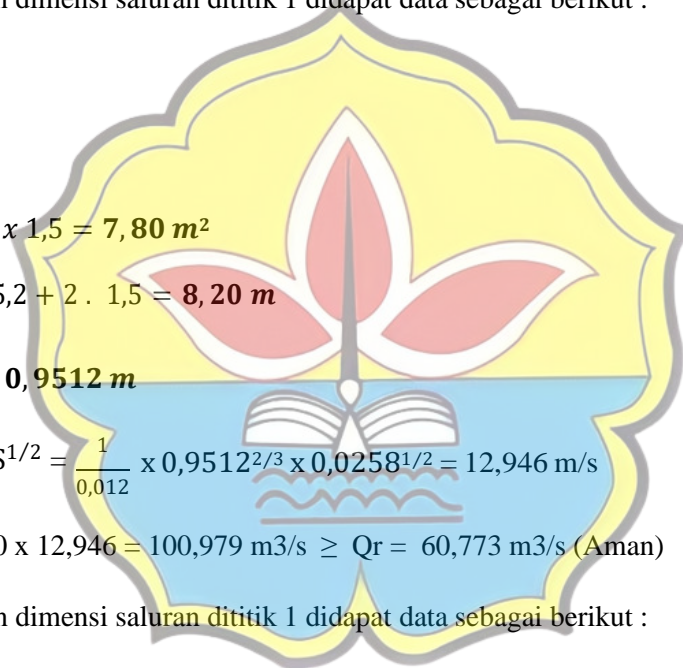 dimensi saluran dititik 1 didapat data sebagai berikut :
x 1,5 = 7,80 m²
5,2 + 2 . 1,5 = 8,20 m
0,9512 m
S^1/2 = 1/0,012 x 0,9512^2/3 x 0,0258^1/2 = 12,946 m/s
0 x 12,946 = 100,979 m3/s ≥ Qr = 60,773 m3/s (Aman)
dimensi saluran dititik 1 didapat data sebagai berikut :